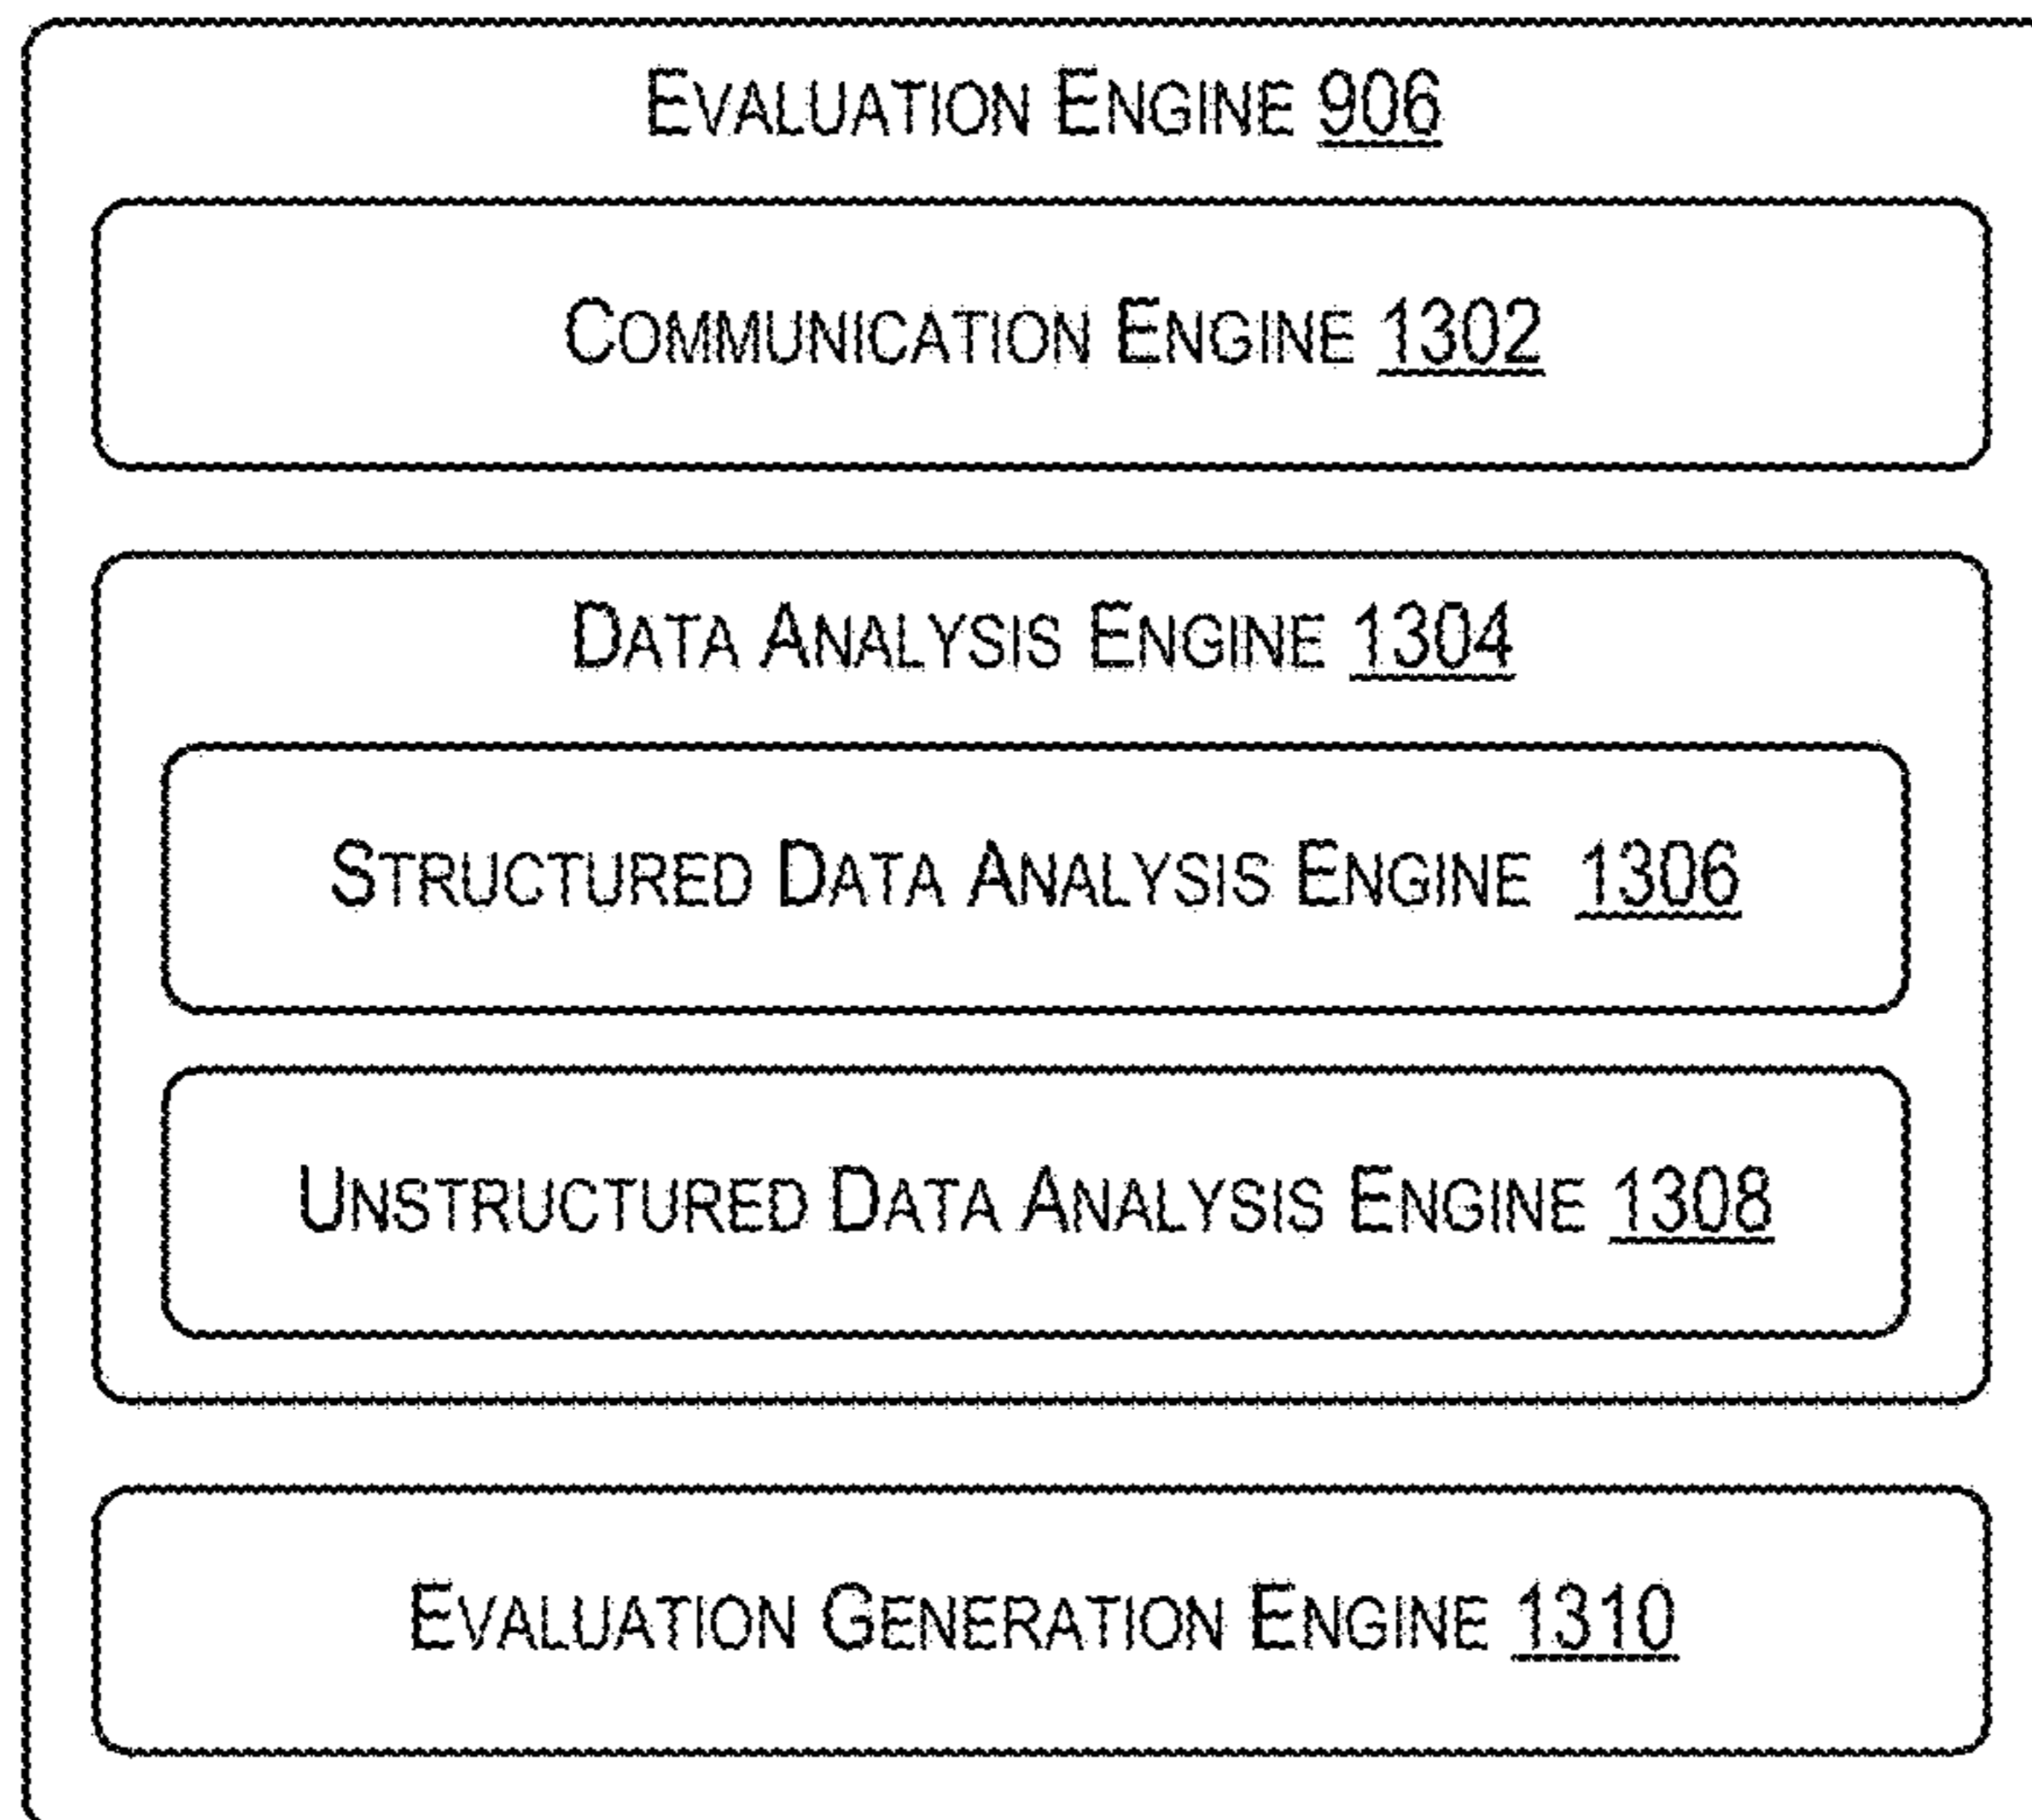 EVALUATION ENGINE 906
COMMUNICATION ENGINE 1302
DATA ANALYSIS ENGINE 1304
STRUCTURED DATA ANALYSIS ENGINE 1306
UNSTRUCTURED DATA ANALYSIS ENGINE 1308
EVALUATION GENERATION ENGINE 1310